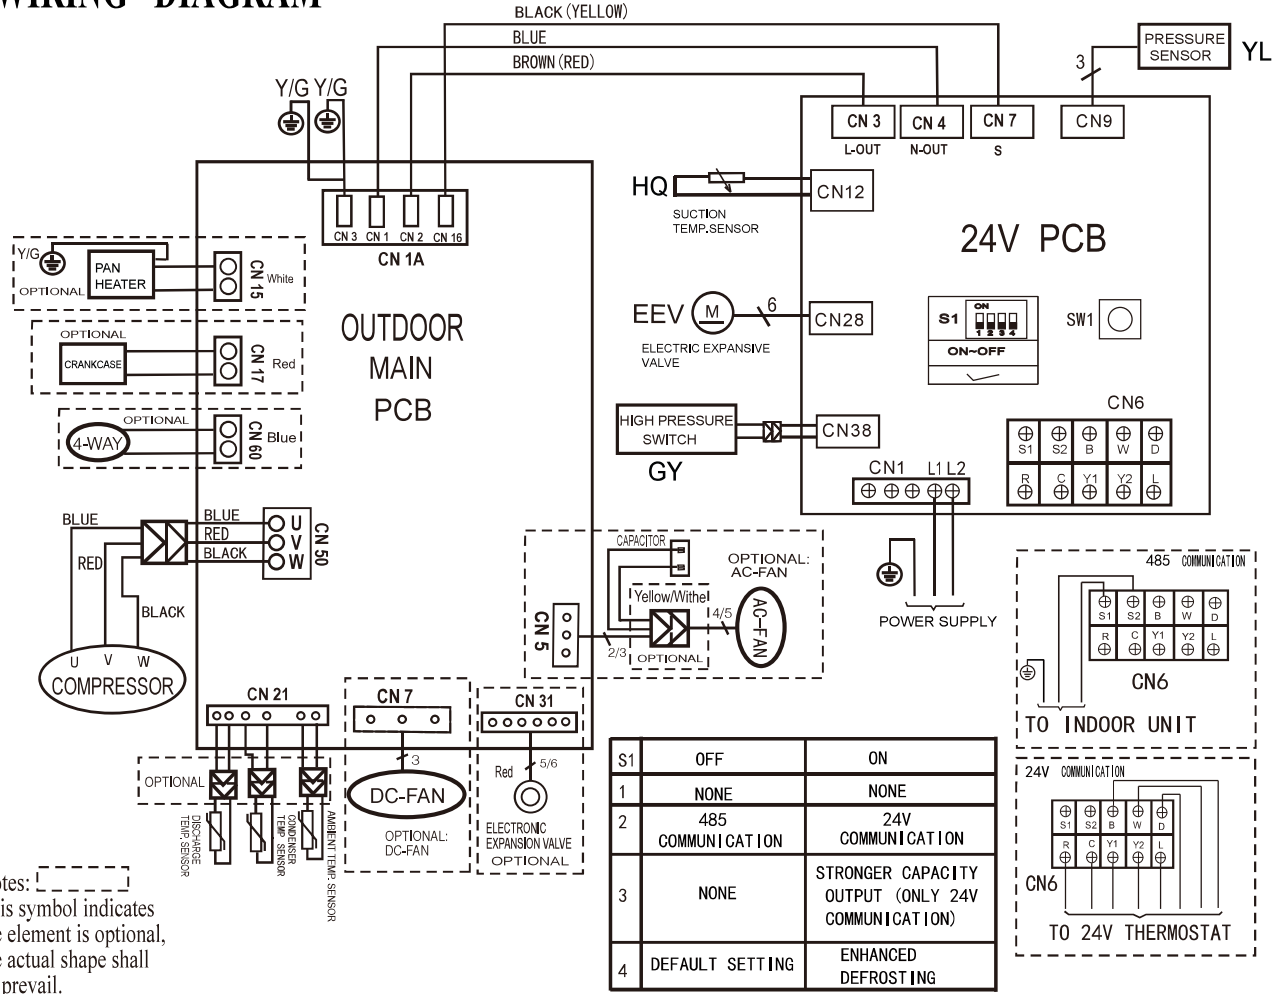 WIRING DIAGRAM
BLACK(YELLOW)
BLUE
BROWN(RED)
PRESSURE
SENSOR
YL
3
Y/G Y/G
CN 3
CN 4
CN 7
CN9
L-OUT
N-OUT
S
HQ
CN12
SUCTION
TEMP.SENSOR
24V PCB
CN 3
CN 1
CN 2
CN 16
CN 1A
Y/G
PAN
HEATER
OPTIONAL
CN 15
White
OUTDOOR
MAIN
PCB
EEV
M
6
CN28
ELECTRIC EXPANSIVE
VALVE
S1
ON
1 2 3 4
ON~OFF
SW1
OPTIONAL
CRANKCASE
CN 17
Red
OPTIONAL
4-WAY
CN 60
Blue
HIGH PRESSURE
SWITCH
GY
CN38
CN6
S1 S2 B W D
R C Y1 Y2 L
CN1
L1 L2
BLUE
RED
BLUE
RED
BLACK
U
V
W
CN 50
BLACK
U V W
COMPRESSOR
CAPACITOR
OPTIONAL:
AC-FAN
Yellow/Withe
4/5
AC-FAN
CN 5
2/3
OPTIONAL
POWER SUPPLY
485 COMMUNICATION
S1 S2 B W D
R C Y1 Y2 L
CN6
TO INDOOR UNIT
CN 21
CN 7
CN 31
OPTIONAL
3
DC-FAN
OPTIONAL:
DC-FAN
Red
5/6
ELECTRONIC
EXPANSION VALVE
OPTIONAL
DISCHARGE
TEMP. SENSOR
CONDENSER
TEMP. SENSOR
AMBIENT TEMP. SENSOR
S1 OFF ON
1 NONE NONE
2 485
COMMUNICATION
24V
COMMUNICATION
3 NONE
STRONGER CAPACITY
OUTPUT (ONLY 24V
COMMUNICATION)
4 DEFAULT SETTING
ENHANCED
DEFROSTING
24V COMMUNICATION
S1 S2 B W D
R C Y1 Y2 L
CN6
TO 24V THERMOSTAT
otes:
is symbol indicates
e element is optional,
e actual shape shall
prevail.